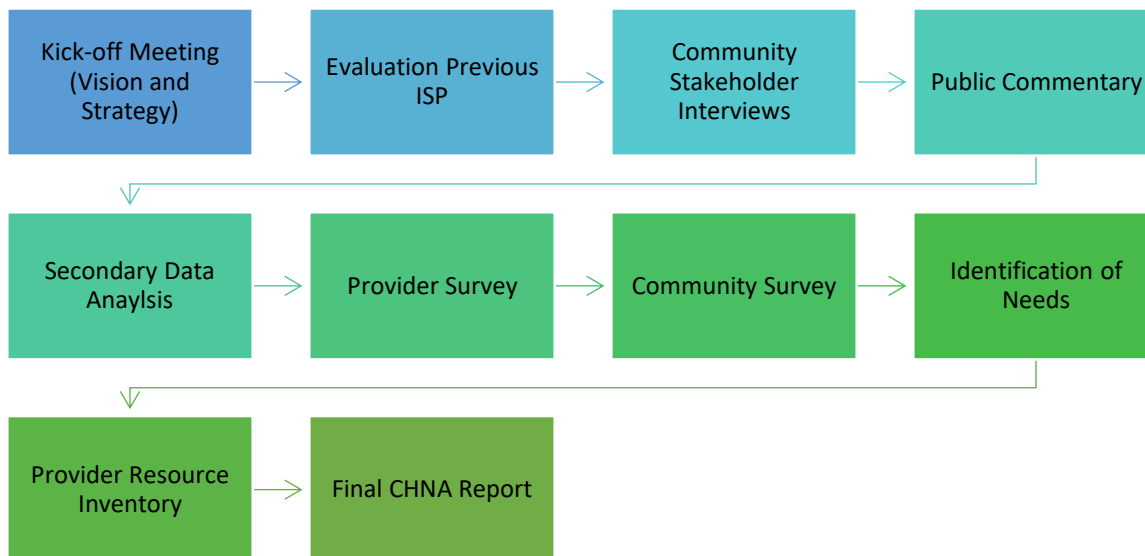 Kick-off Meeting
(Vision and
Strategy)
Evaluation Previous
ISP
Community
Stakeholder
Interviews
Public Commentary
Secondary Data
Anaylsis
Provider Survey
Community Survey
Identification of
Needs
Provider Resource
Inventory
Final CHNA Report